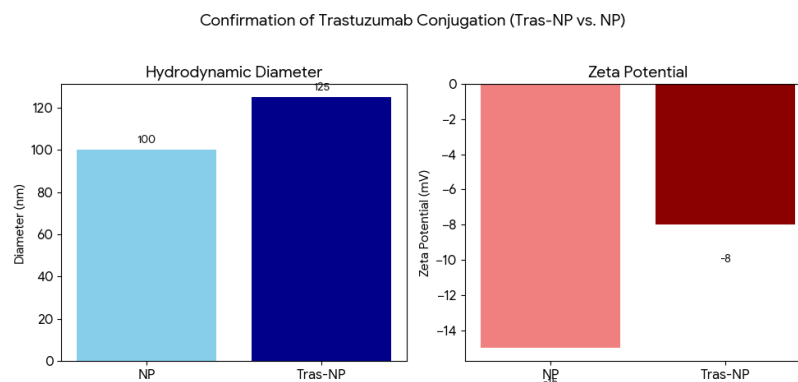 Confirmation of Trastuzumab Conjugation (Tras-NP vs. NP)
Hydrodynamic Diameter
125
120
100
100
80
60
40
20
0
Diameter (nm)
NP
Tras-NP
Zeta Potential
0
−2
−4
−6
−8
−10
−12
−14
Zeta Potential (mV)
-8
NP
Tras-NP